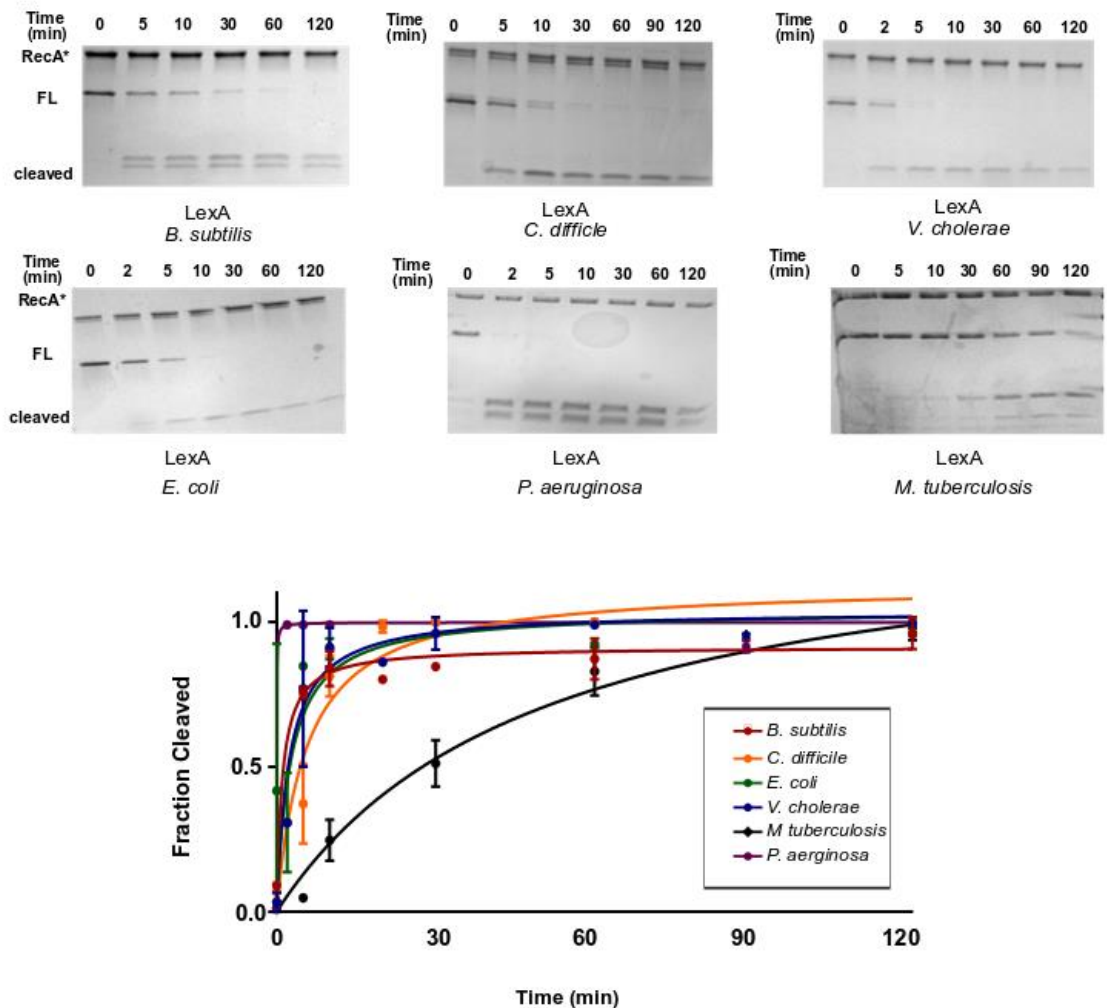 Time
(min)
0 5 10 30 60 120
RecA*
FL
cleaved
LexA
B. subtilis
Time
(min)
0 5 10 30 60 90 120
LexA
C. difficle
Time
(min)
0 2 5 10 30 60 120
LexA
V. cholerae
Time
(min)
0 2 5 10 30 60 120
RecA*
FL
cleaved
LexA
E. coli
Time
(min)
0 2 5 10 30 60 120
LexA
P. aeruginosa
Time
(min)
0 5 10 30 60 90 120
LexA
M. tuberculosis
Fraction Cleaved
1.0
0.5
0.0
0 30 60 90 120
Time (min)
B. subtilis
C. difficile
E. coli
V. cholerae
M tuberculosis
P. aerginosa